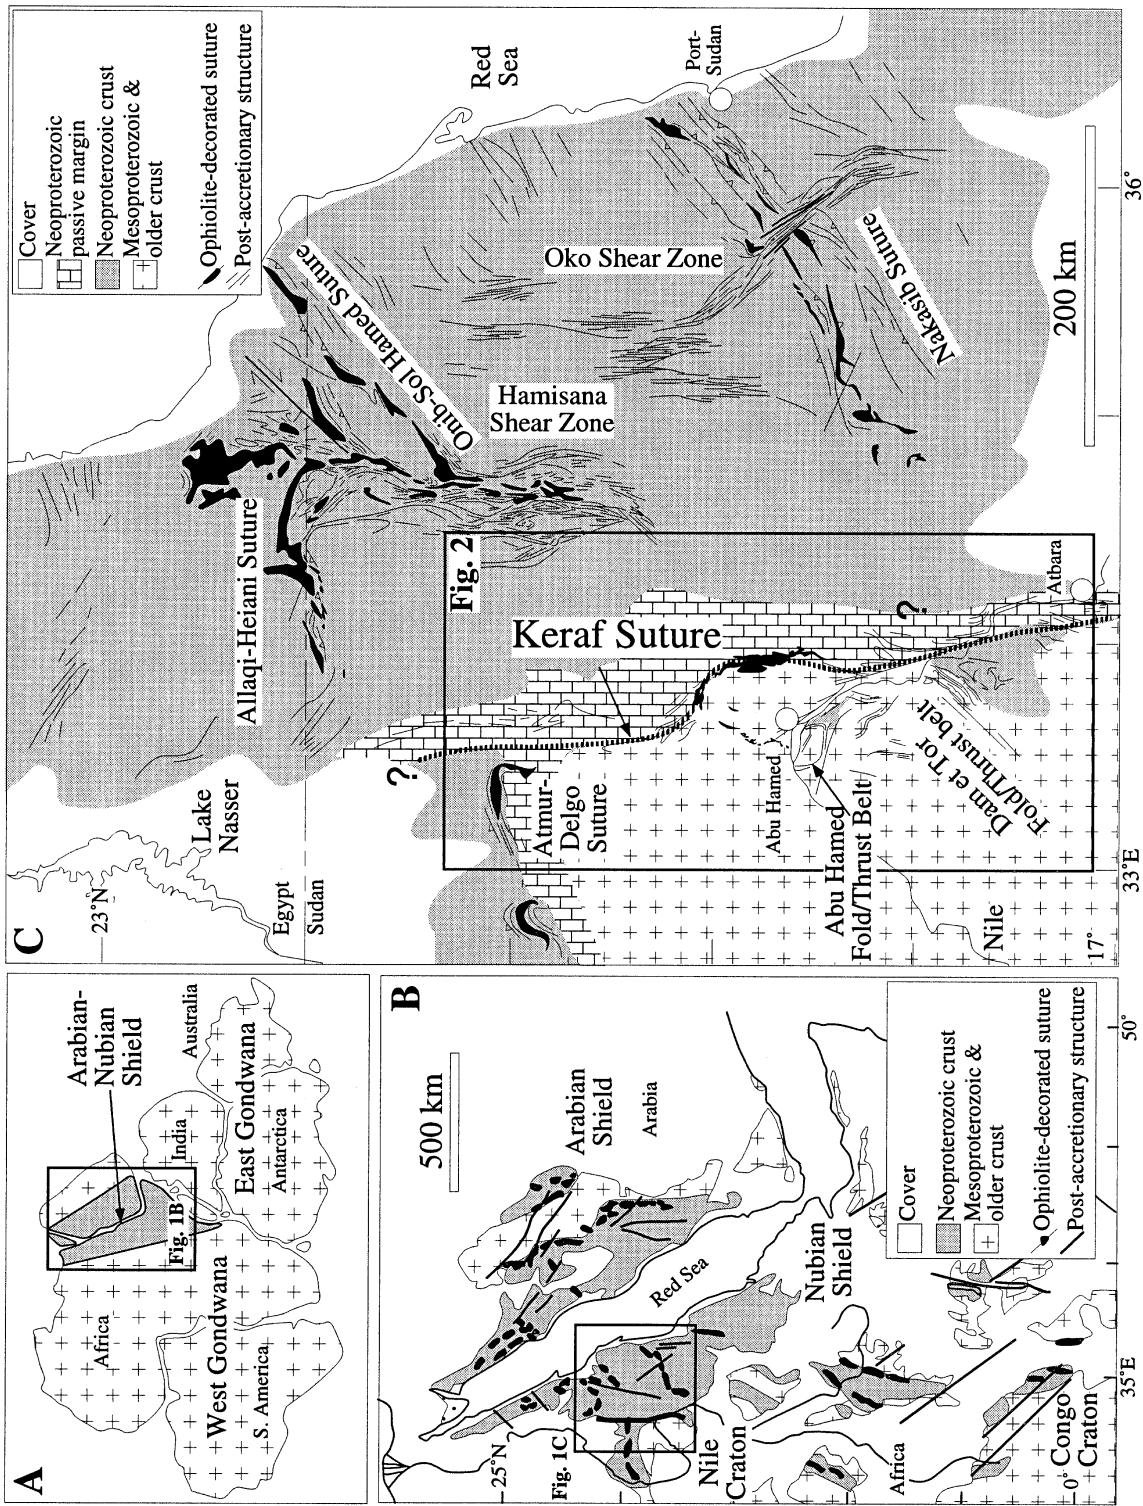 A
Arabian-
Nubian
Shield
Africa
India
Australia
Fig. 1B
East Gondwana
Antarctica
West Gondwana
S. America
B
500 km
Arabian
Shield
Arabia
Red Sea
Nubian
Shield
25°N
Fig. 1C
Nile
Craton
Africa
Congo
Craton
0°
35°E
50°
Cover
Neoproterozoic crust
Mesoproterozoic &
older crust
Ophiolite-decorated suture
Post-accretionary structure
C
23°N
Lake
Nasser
Egypt
Sudan
Cover
Neoproterozoic
passive margin
Neoproterozoic crust
Mesoproterozoic &
older crust
Ophiolite-decorated suture
Post-accretionary structure
Allaqi-Heiani Suture
Onib-Sol Hamed Suture
Red
Sea
Port-
Sudan
Hamisana
Shear Zone
Oko Shear Zone
Nakasib Suture
?
Fig. 2
Keraf Suture
Atmur-
Delgo
Suture
Abu Hamed
Abu Hamed
Fold/Thrust Belt
Dam et Tor
Fold/Thrust belt
?
Atbara
Nile
17°
33°E
36°
200 km